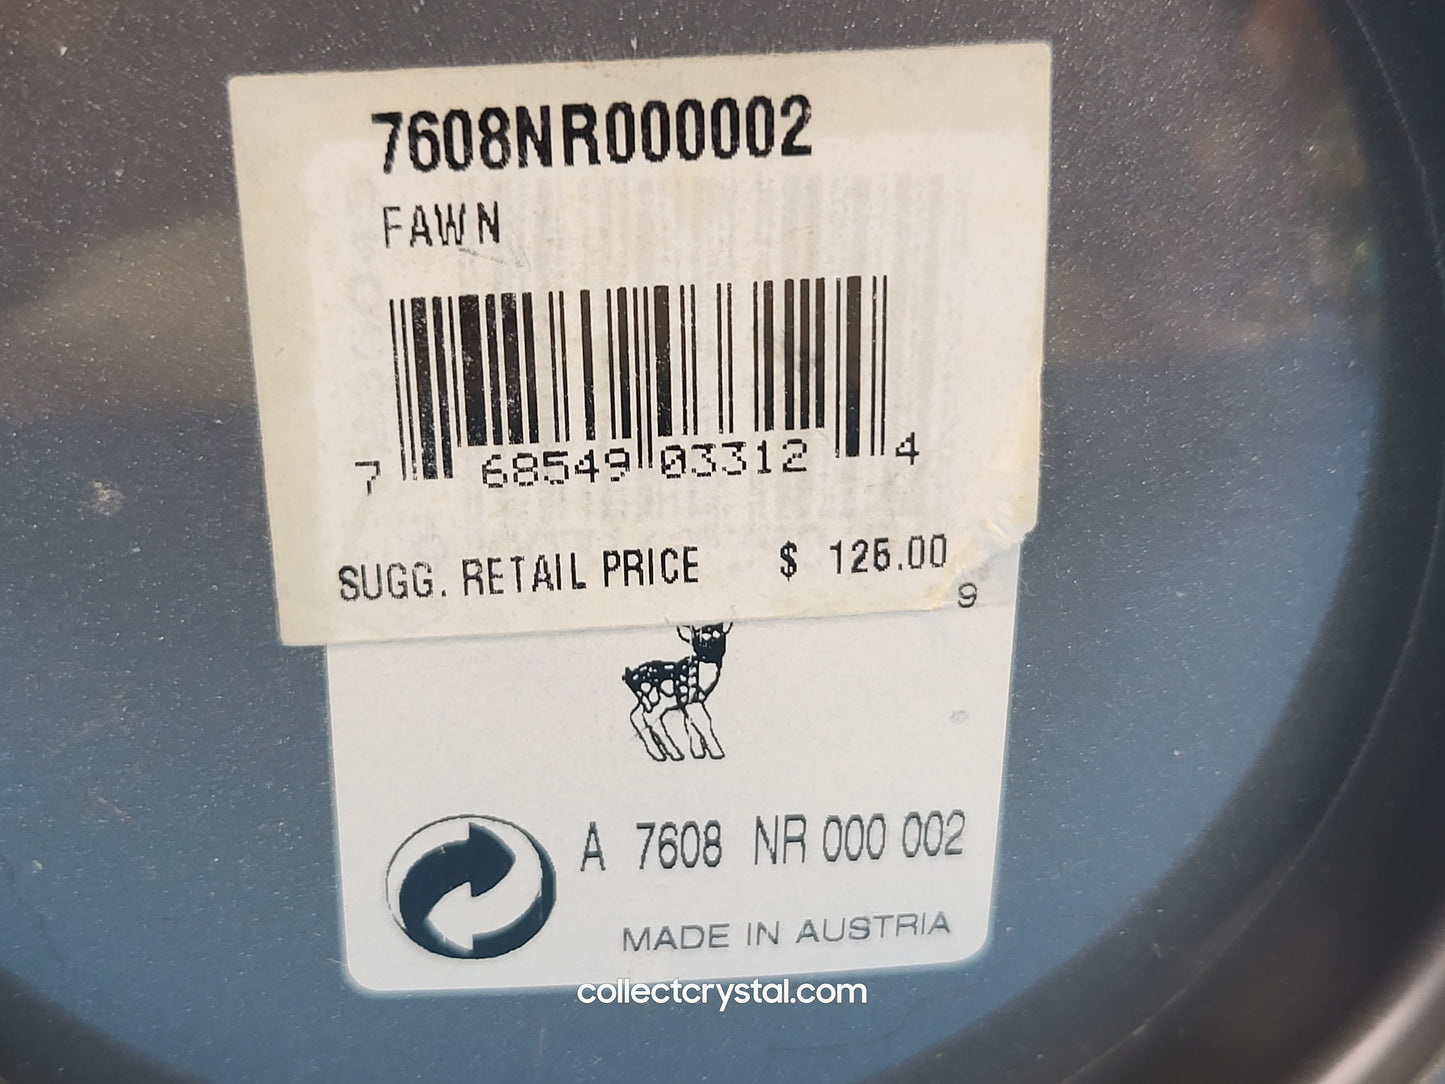 7608NR000002
FAWN
7 68549 03312 4
SUGG. RETAIL PRICE $ 125.00
9
A 7608 NR 000 002
MADE IN AUSTRIA
collectcrystal.com